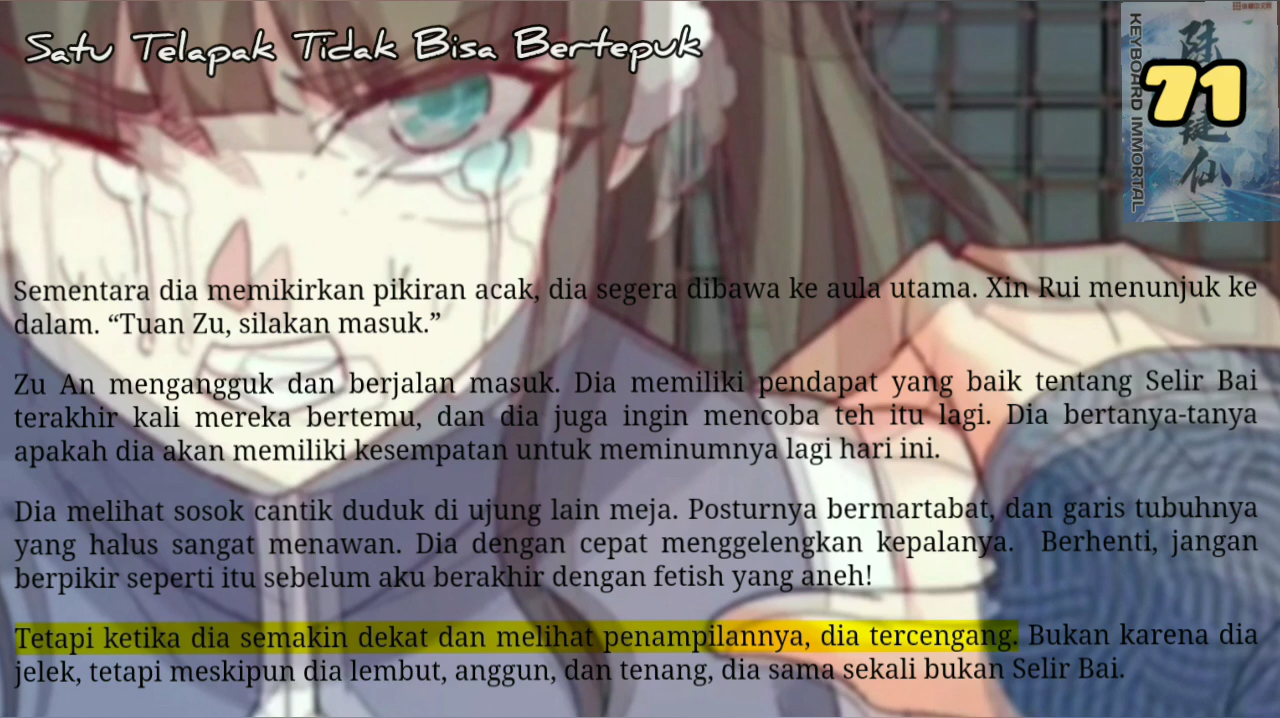 Satu Telapak Tidak Bisa Bertepuk
KEYBOARD IMMORTAL
71
Sementara dia memikirkan pikiran acak, dia segera dibawa ke aula utama. Xin Rui menunjuk ke
dalam. “Tuan Zu, silakan masuk.”
Zu An mengangguk dan berjalan masuk. Dia memiliki pendapat yang baik tentang Selir Bai
terakhir kali mereka bertemu, dan dia juga ingin mencoba teh itu lagi. Dia bertanya-tanya
apakah dia akan memiliki kesempatan untuk meminumnya lagi hari ini.
Dia melihat sosok cantik duduk di ujung lain meja. Posturnya bermartabat, dan garis tubuhnya
yang halus sangat menawan. Dia dengan cepat menggelengkan kepalanya. Berhenti, jangan
berpikir seperti itu sebelum aku berakhir dengan fetish yang aneh!
Tetapi ketika dia semakin dekat dan melihat penampilannya, dia tercengang. Bukan karena dia
jelek, tetapi meskipun dia lembut, anggun, dan tenang, dia sama sekali bukan Selir Bai.